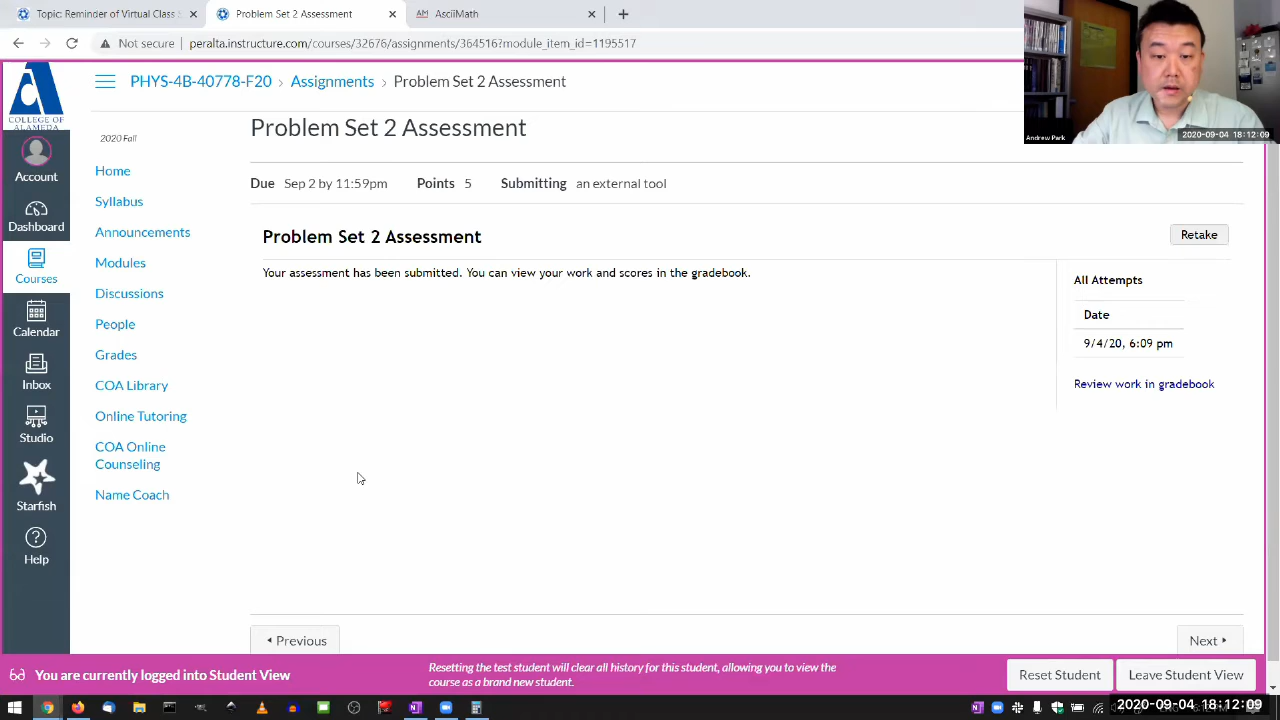 Topic Reminders of Virtual Class
Problem Set 2 Assessment
AM AsciiMath
Not secure
peralta.instructure.com/courses/52676/assignments/364516?module_item_id=1195517
COLLEGE OF
ALAMEDA
PHYS-4B-40778-F20 › Assignments › Problem Set 2 Assessment
Andrew Park
2020-09-04 18:12:09
Account
Dashboard
Courses
Calendar
Inbox
Studio
Starfish
Help
2020 Fall
Home
Syllabus
Announcements
Modules
Discussions
People
Grades
COA Library
Online Tutoring
COA Online
Counseling
Name Coach
Problem Set 2 Assessment
Due Sep 2 by 11:59pm Points 5 Submitting an external tool
Problem Set 2 Assessment
Retake
Your assessment has been submitted. You can view your work and scores in the gradebook.
All Attempts
Date
9/4/20, 6:09 pm
Review work in gradebook
Previous
Next
You are currently logged into Student View
Resetting the test student will clear all history for this student, allowing you to view the
course as a brand new student.
Reset Student
Leave Student View
2020-09-04 18:12:09